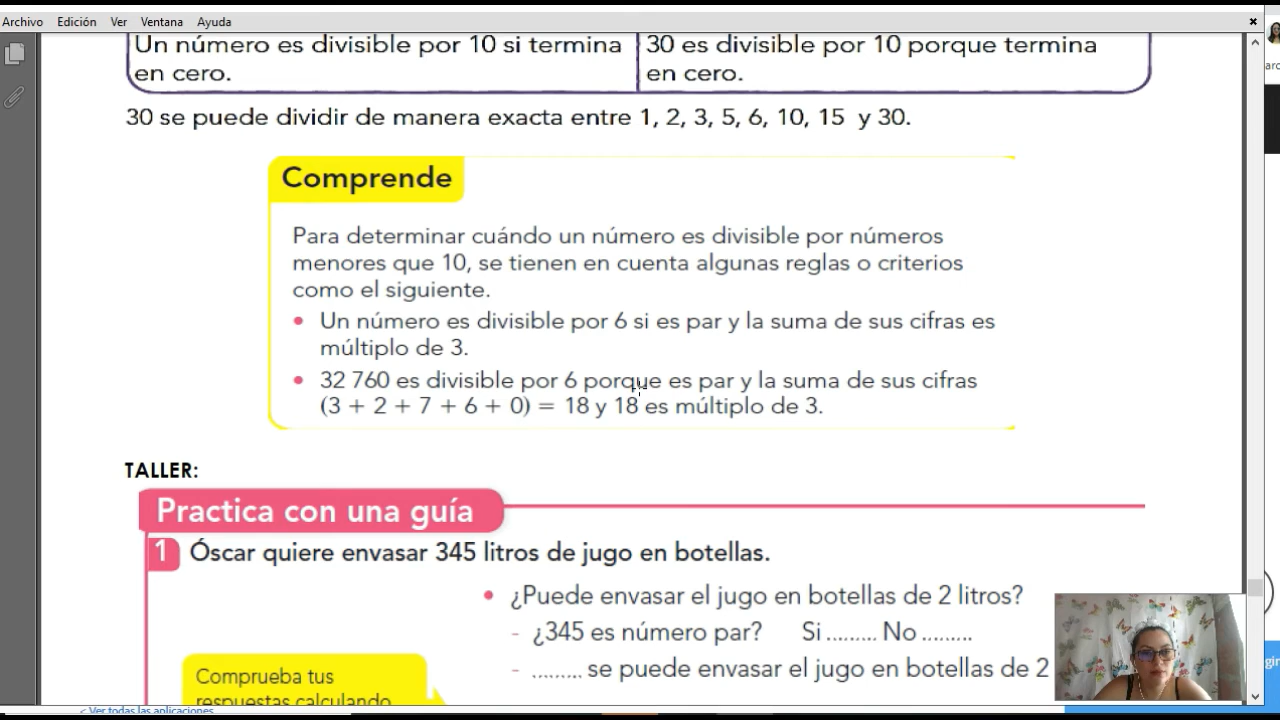 Archivo Edición Ver Ventana Ayuda
Un número es divisible por 10 si termina
en cero.
30 es divisible por 10 porque termina
en cero.
30 se puede dividir de manera exacta entre 1, 2, 3, 5, 6, 10, 15 y 30.
Comprende
Para determinar cuándo un número es divisible por números
menores que 10, se tienen en cuenta algunas reglas o criterios
como el siguiente.
• Un número es divisible por 6 si es par y la suma de sus cifras es
múltiplo de 3.
• 32 760 es divisible por 6 porque es par y la suma de sus cifras
(3 + 2 + 7 + 6 + 0) = 18 y 18 es múltiplo de 3.
TALLER:
Practica con una guía
1 Óscar quiere envasar 345 litros de jugo en botellas.
• ¿Puede envasar el jugo en botellas de 2 litros?
- ¿345 es número par? Si ......... No .........
- ......... se puede envasar el jugo en botellas de 2
Comprueba tus
respuestas calculando
< Ver todas las aplicaciones